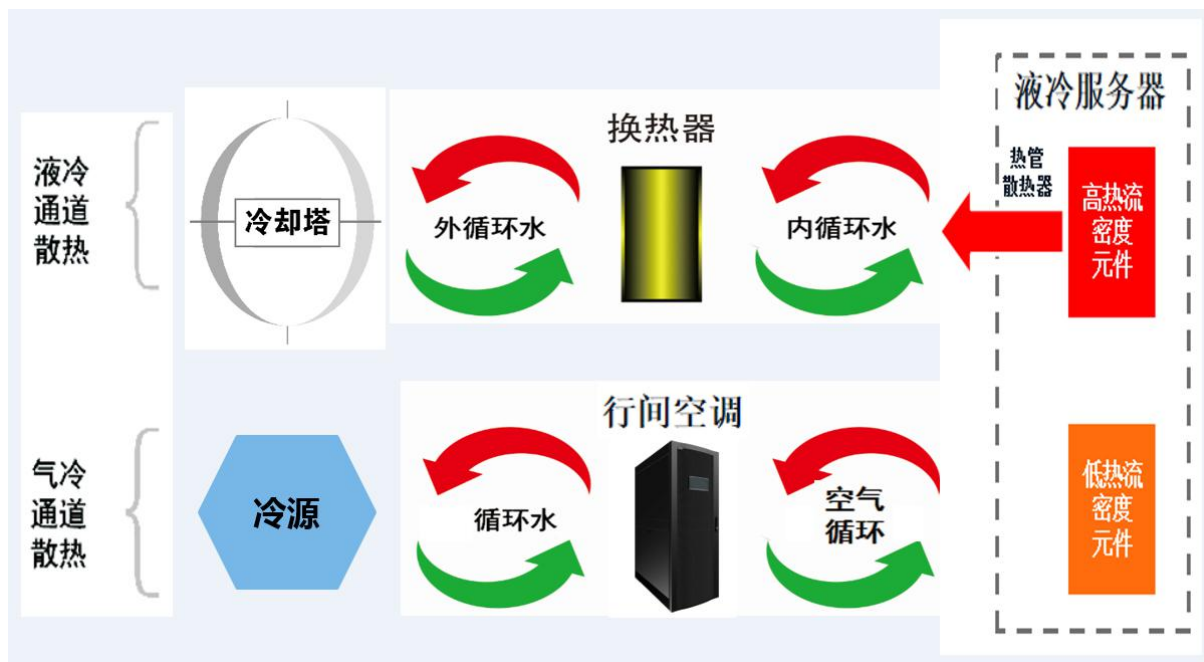 液冷
通道
散热
冷却塔
外循环水
换热器
内循环水
液冷服务器
热管
散热器
高热流
密度
元件
气冷
通道
散热
冷源
循环水
行间空调
空气
循环
低热流
密度
元件